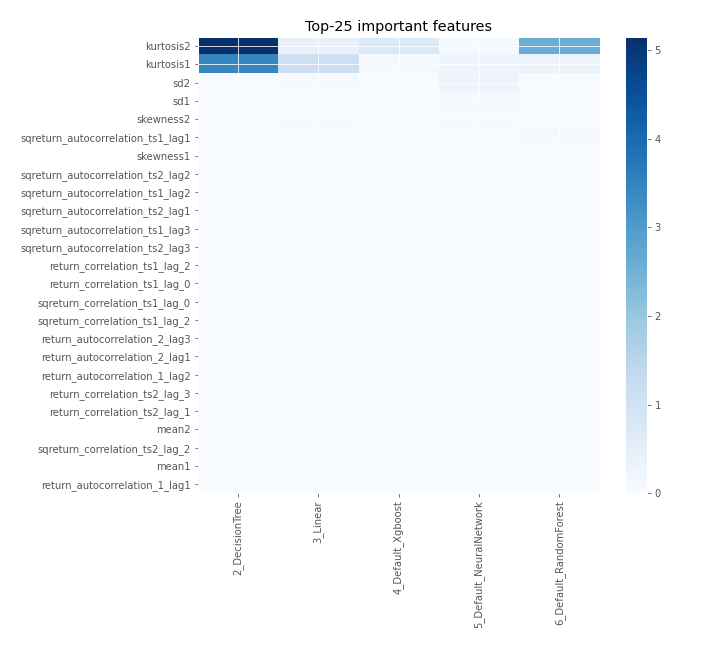 Top-25 important features
kurtosis2
kurtosis1
sd2
sd1
skewness2
sqreturn_autocorrelation_ts1_lag1
skewness1
sqreturn_autocorrelation_ts2_lag2
sqreturn_autocorrelation_ts1_lag2
sqreturn_autocorrelation_ts2_lag1
sqreturn_autocorrelation_ts1_lag3
sqreturn_autocorrelation_ts2_lag3
return_correlation_ts1_lag_2
return_correlation_ts1_lag_0
sqreturn_correlation_ts1_lag_0
sqreturn_correlation_ts1_lag_2
return_autocorrelation_2_lag3
return_autocorrelation_2_lag1
return_autocorrelation_1_lag2
return_correlation_ts2_lag_3
return_correlation_ts2_lag_1
mean2
sqreturn_correlation_ts2_lag_2
mean1
return_autocorrelation_1_lag1
2_DecisionTree
3_Linear
4_Default_Xgboost
5_Default_NeuralNetwork
6_Default_RandomForest
5
4
3
2
1
0